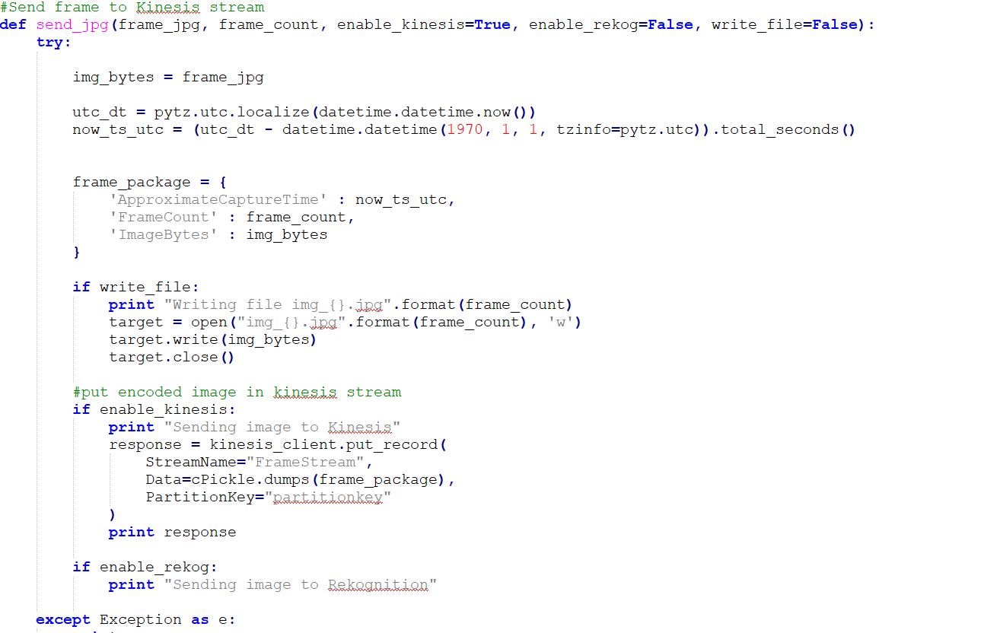 #Send frame to Kinesis stream
def send_jpg(frame_jpg, frame_count, enable_kinesis=True, enable_rekog=False, write_file=False):
    try:

        img_bytes = frame_jpg

        utc_dt = pytz.utc.localize(datetime.datetime.now())
        now_ts_utc = (utc_dt - datetime.datetime(1970, 1, 1, tzinfo=pytz.utc)).total_seconds()


        frame_package = {
            'ApproximateCaptureTime' : now_ts_utc,
            'FrameCount' : frame_count,
            'ImageBytes' : img_bytes
        }

        if write_file:
            print "Writing file img_{}.jpg".format(frame_count)
            target = open("img_{}.jpg".format(frame_count), 'w')
            target.write(img_bytes)
            target.close()

        #put encoded image in kinesis stream
        if enable_kinesis:
            print "Sending image to Kinesis"
            response = kinesis_client.put_record(
                StreamName="FrameStream",
                Data=cPickle.dumps(frame_package),
                PartitionKey="partitionkey"
            )
            print response

        if enable_rekog:
            print "Sending image to Rekognition"

    except Exception as e: